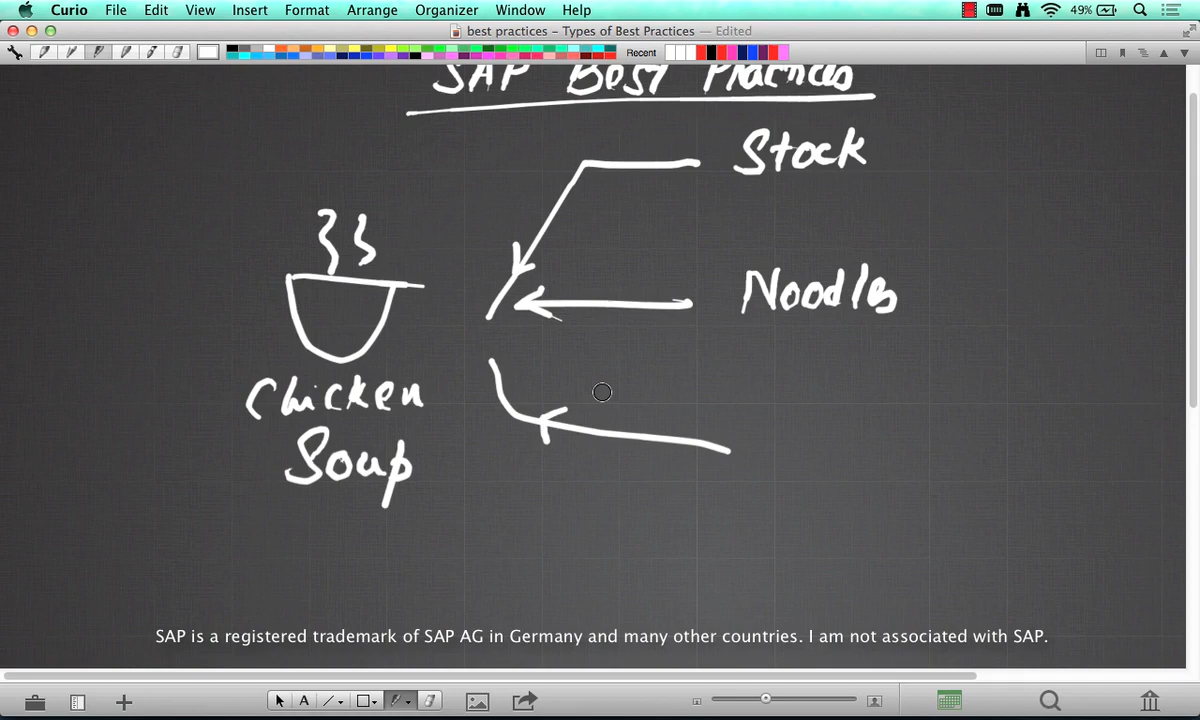 Curio File Edit View Insert Format Arrange Organizer Window Help 49%
best practices – Types of Best Practices — Edited
Recent
SAP Best Practices
Stock
Noodles
Chicken
Soup
SAP is a registered trademark of SAP AG in Germany and many other countries. I am not associated with SAP.
A